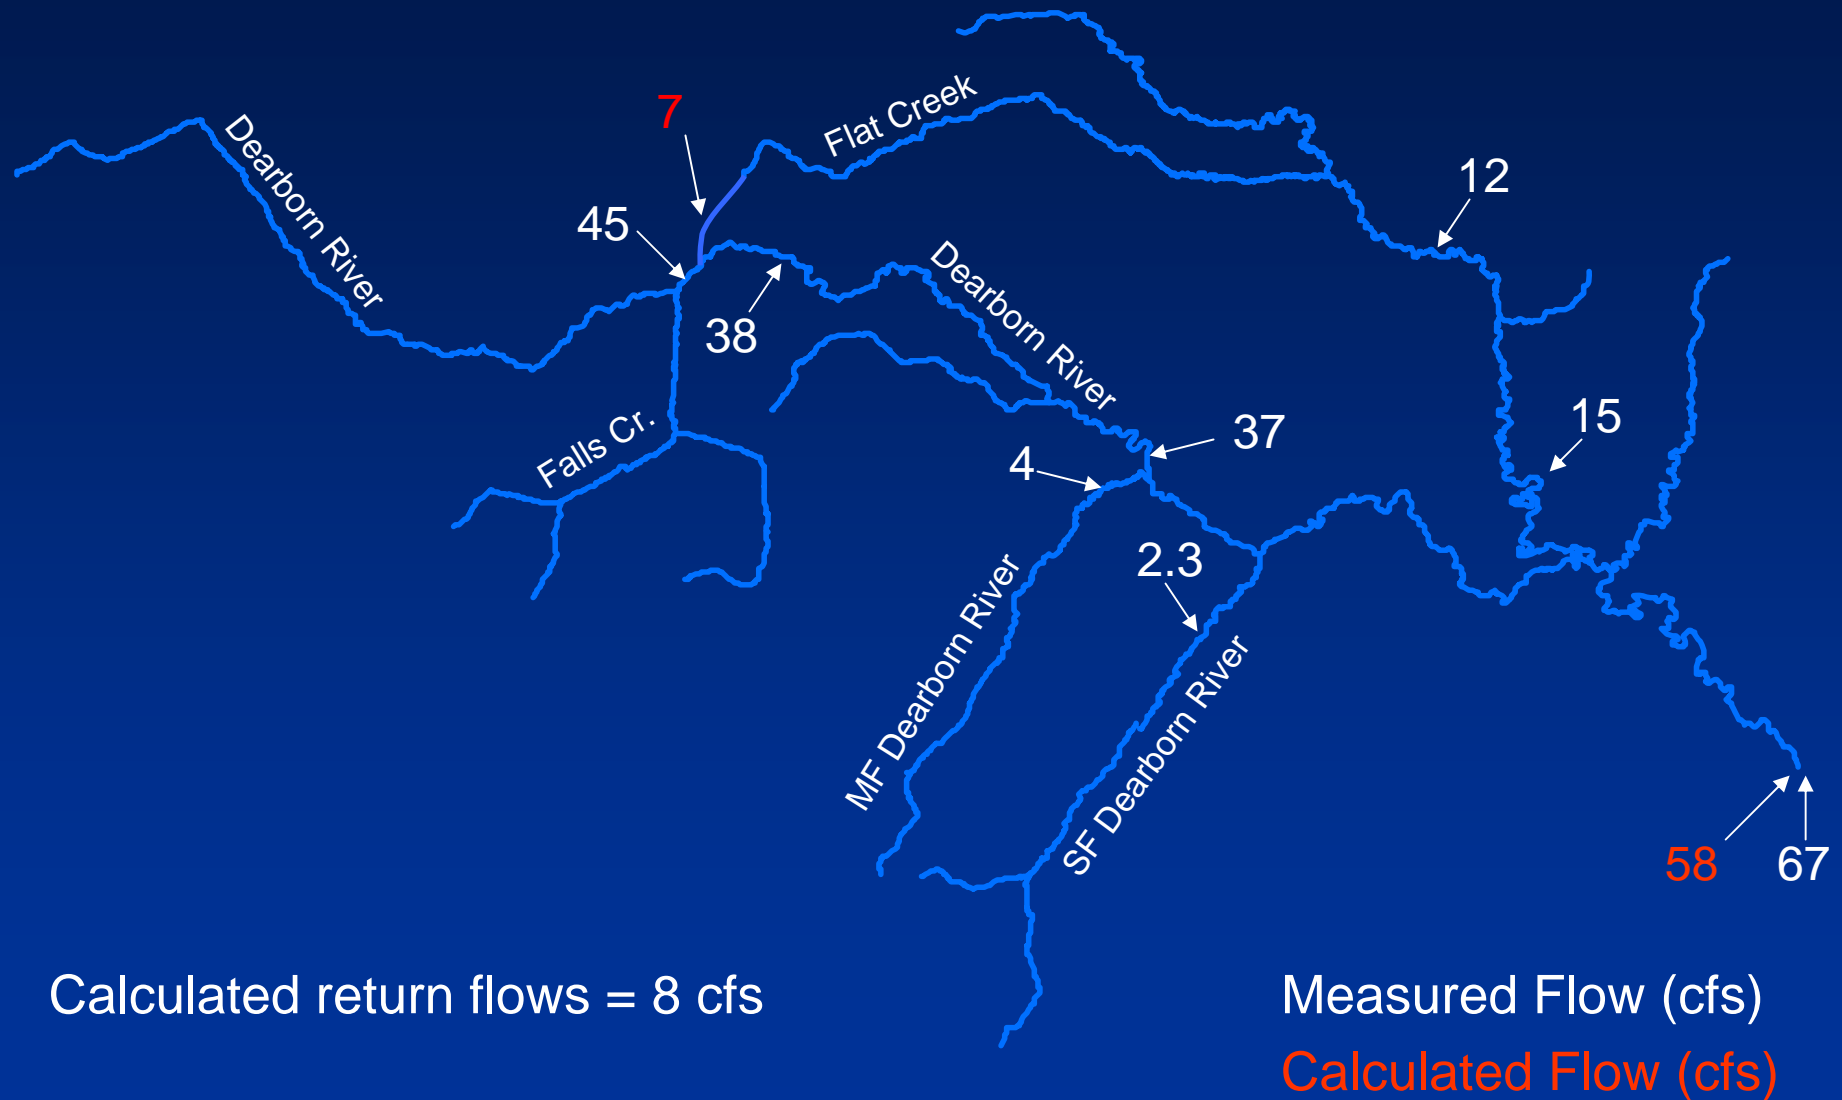 Flat Creek
7
Dearborn River
12
45
38
Dearborn River
15
37
Falls Cr.
4
2.3
MF Dearborn River
SF Dearborn River
58
67
Calculated return flows = 8 cfs
Measured Flow (cfs)
Calculated Flow (cfs)